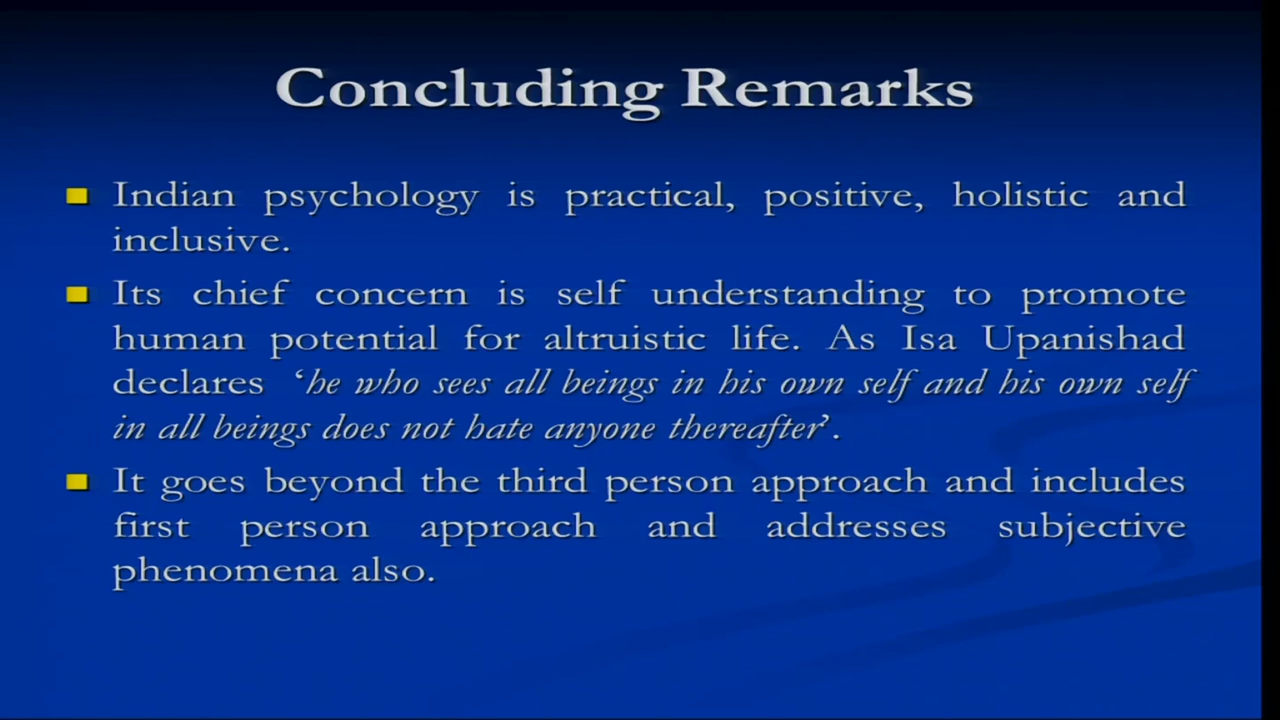 Concluding Remarks
Indian psychology is practical, positive, holistic and
inclusive.
Its chief concern is self understanding to promote
human potential for altruistic life. As Isa Upanishad
declares ‘he who sees all beings in his own self and his own self
in all beings does not hate anyone thereafter’.
It goes beyond the third person approach and includes
first person approach and addresses subjective
phenomena also.